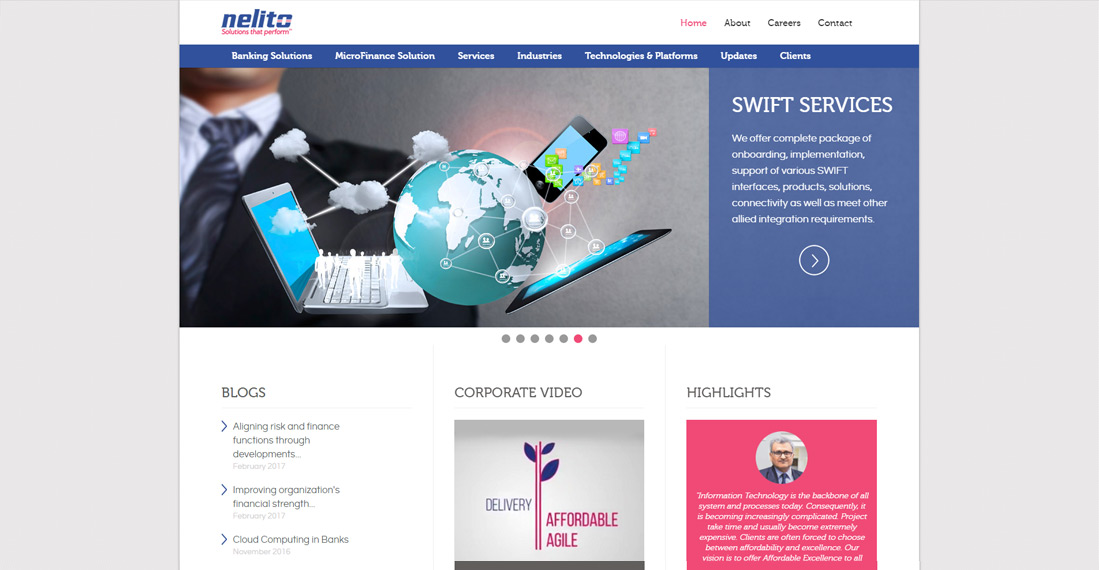 nelito
Solutions that perform™
Home About Careers Contact
Banking Solutions MicroFinance Solution Services Industries Technologies & Platforms Updates Clients
SWIFT SERVICES
We offer complete package of
onboarding, implementation,
support of various SWIFT
interfaces, products, solutions,
connectivity as well as meet other
allied integration requirements.
BLOGS
Aligning risk and finance
functions through
developments...
February 2017
Improving organization's
financial strength...
February 2017
Cloud Computing in Banks
November 2016
CORPORATE VIDEO
DELIVERY
AFFORDABLE
AGILE
HIGHLIGHTS
"Information Technology is the backbone of all
system and processes today. Consequently, it
is becoming increasingly complicated. Project
take time and usually become extremely
expensive. Clients are often forced to choose
between affordability and excellence. Our
vision is to offer Affordable Excellence to all